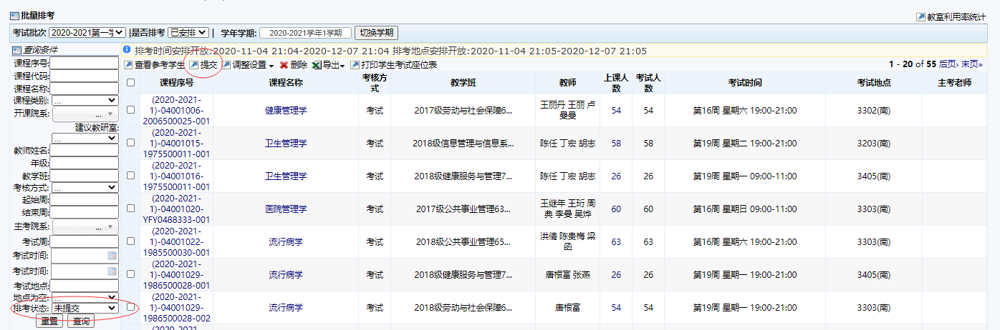 批量排考
教室利用率统计
考试批次 2020-2021第一学 |是否排考 已安排 | 学年学期: 2020-2021学年1学期 切换学期
查询条件
课程序号:
课程代码:
课程名称:
课程类别: ...
开课院系: ...
建议教研室:
...
教师姓名:
年级:
教学班:
考核方式: ...
起始周:
结束周:
主考院系: ...
考试周:
考试时间:
考试时间:
考试地点:
地点为空: ...
排考状态: 未提交
重置 查询
排考时间安排开放:2020-11-04 21:04-2020-12-07 21:04 排考地点安排开放:2020-11-04 21:05-2020-12-07 21:05
查看参考学生 提交 调整设置 删除 导出 打印学生考试座位表
1 - 20 of 55 后页› 末页»
课程序号 课程名称 考核方式 教学班 教师 上课人数 考试人数 考试时间 考试地点 主考老师
(2020-2021-1)-04001006-2006500025-001 健康管理学 考试 2017级劳动与社会保障6... 王丽丹 王丽 卢曼曼 54 54 第16周 星期六 19:00-21:00 3302(南)
(2020-2021-1)-04001015-1975500011-001 卫生管理学 考试 2018级信息管理与信息系... 陈任 丁宏 胡志 58 58 第19周 星期二 19:00-21:00 3203(南)
(2020-2021-1)-04001016-1975500011-001 卫生管理学 考试 2018级健康服务与管理7... 陈任 丁宏 胡志 26 26 第19周 星期一 09:00-11:00 3405(南)
(2020-2021-1)-04001020-YFY0488333-001 医院管理学 考试 2017级公共事业管理63... 王继年 王珩 周典 李曼 吴烨 60 60 第16周 星期日 09:00-11:00 3303(南)
(2020-2021-1)-04001022-1985500030-001 流行病学 考试 2018级公共事业管理65... 洪倩 陈贵梅 梁函 63 63 第16周 星期六 19:00-21:00 3303(南)
(2020-2021-1)-04001029-1986500028-001 流行病学 考试 2018级健康服务与管理7... 唐根富 张燕 26 26 第19周 星期一 19:00-21:00 3405(南)
(2020-2021-1)-04001029-1986500028-002 流行病学 考试 2018级劳动与社会保障6... 唐根富 54 54 第19周 星期一 19:00-21:00 3303(南)
(2020-2021-